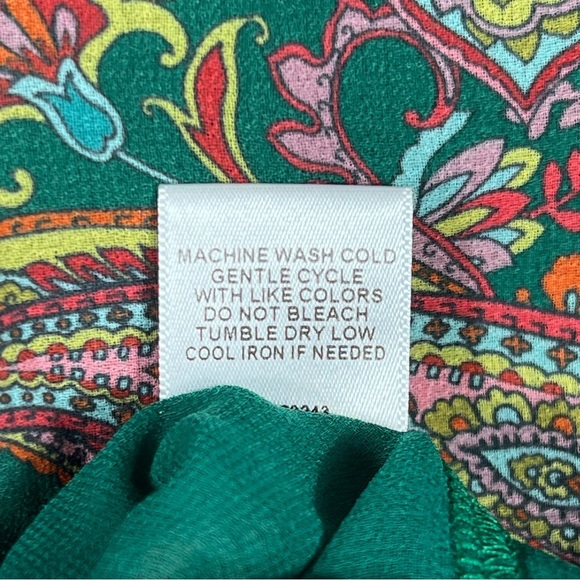 MACHINE WASH COLD
GENTLE CYCLE
WITH LIKE COLORS
DO NOT BLEACH
TUMBLE DRY LOW
COOL IRON IF NEEDED